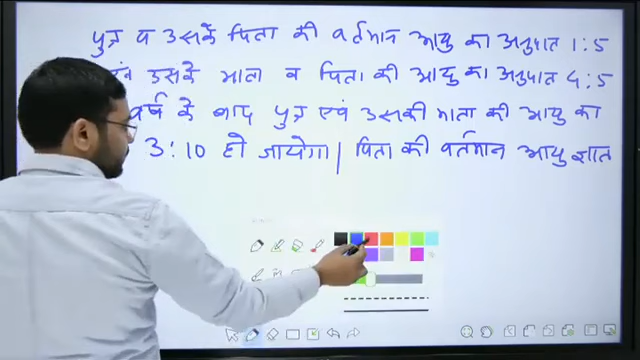 पुत्र व उसके पिता की वर्तमान आयु का अनुपात 1:5
एवं उसके माता व पिता की आयु का अनुपात 4:5
वर्ष के बाद पुत्र एवं उसकी माता की आयु का
3:10 हो जायेगा| पिता की वर्तमान आयु ज्ञात